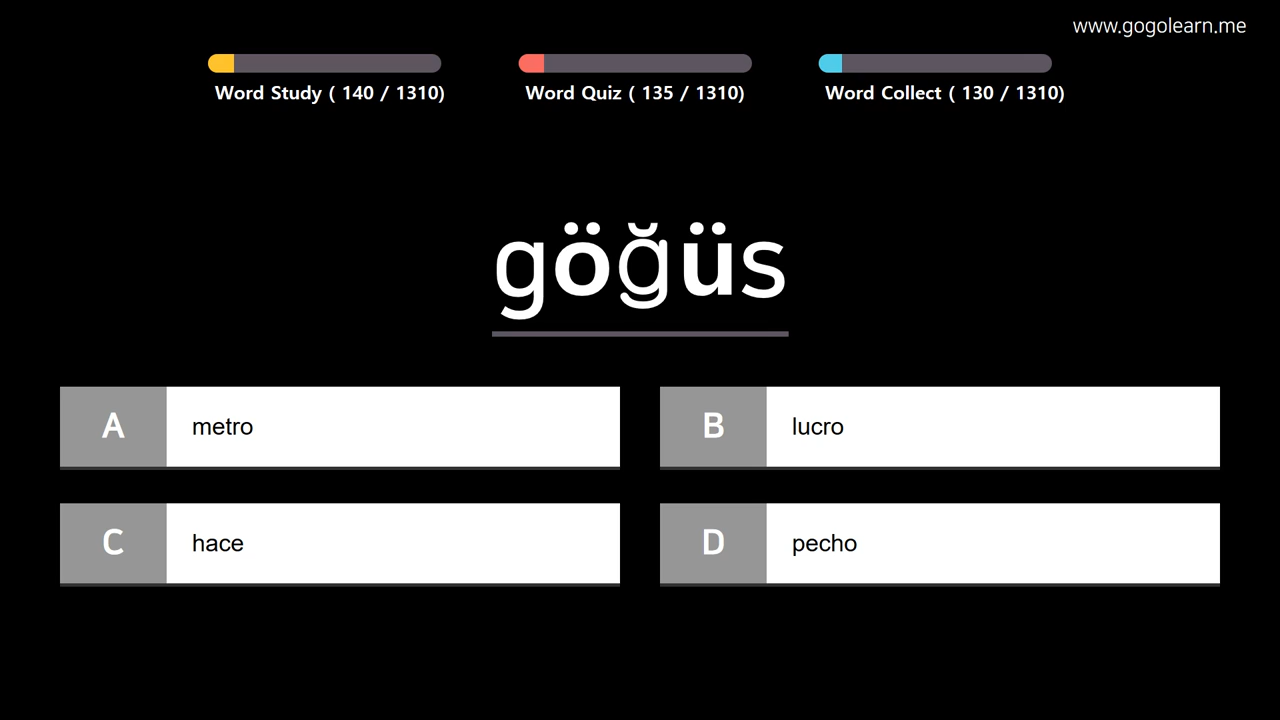 www.gogolearn.me
Word Study ( 140 / 1310)
Word Quiz ( 135 / 1310)
Word Collect ( 130 / 1310)
göğüs
A metro
B lucro
C hace
D pecho